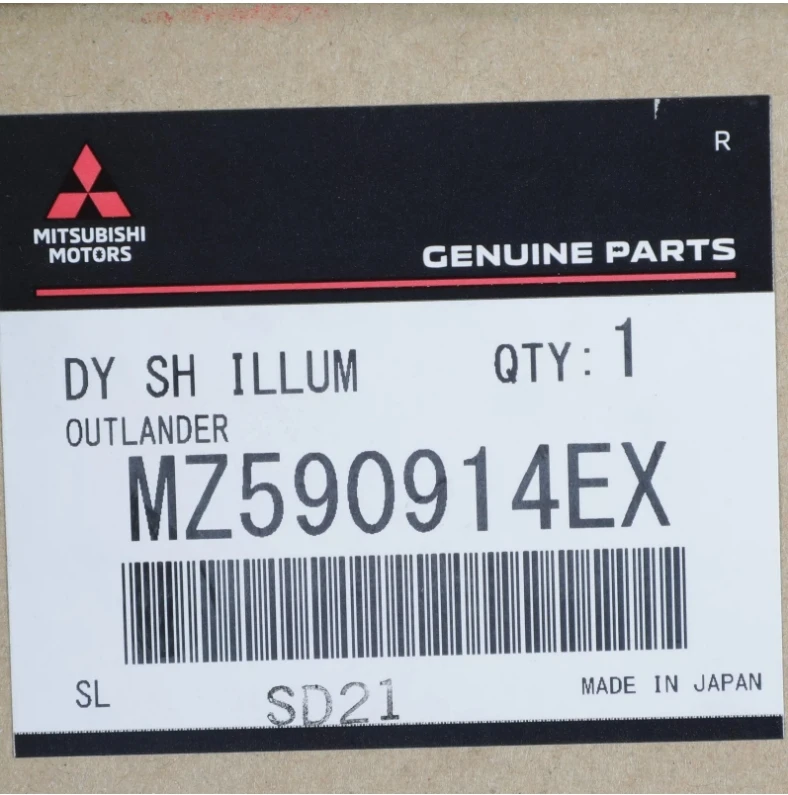 R
MITSUBISHI
MOTORS
GENUINE PARTS
DY SH ILLUM QTY: 1
OUTLANDER
MZ590914EX
SL SD21 MADE IN JAPAN